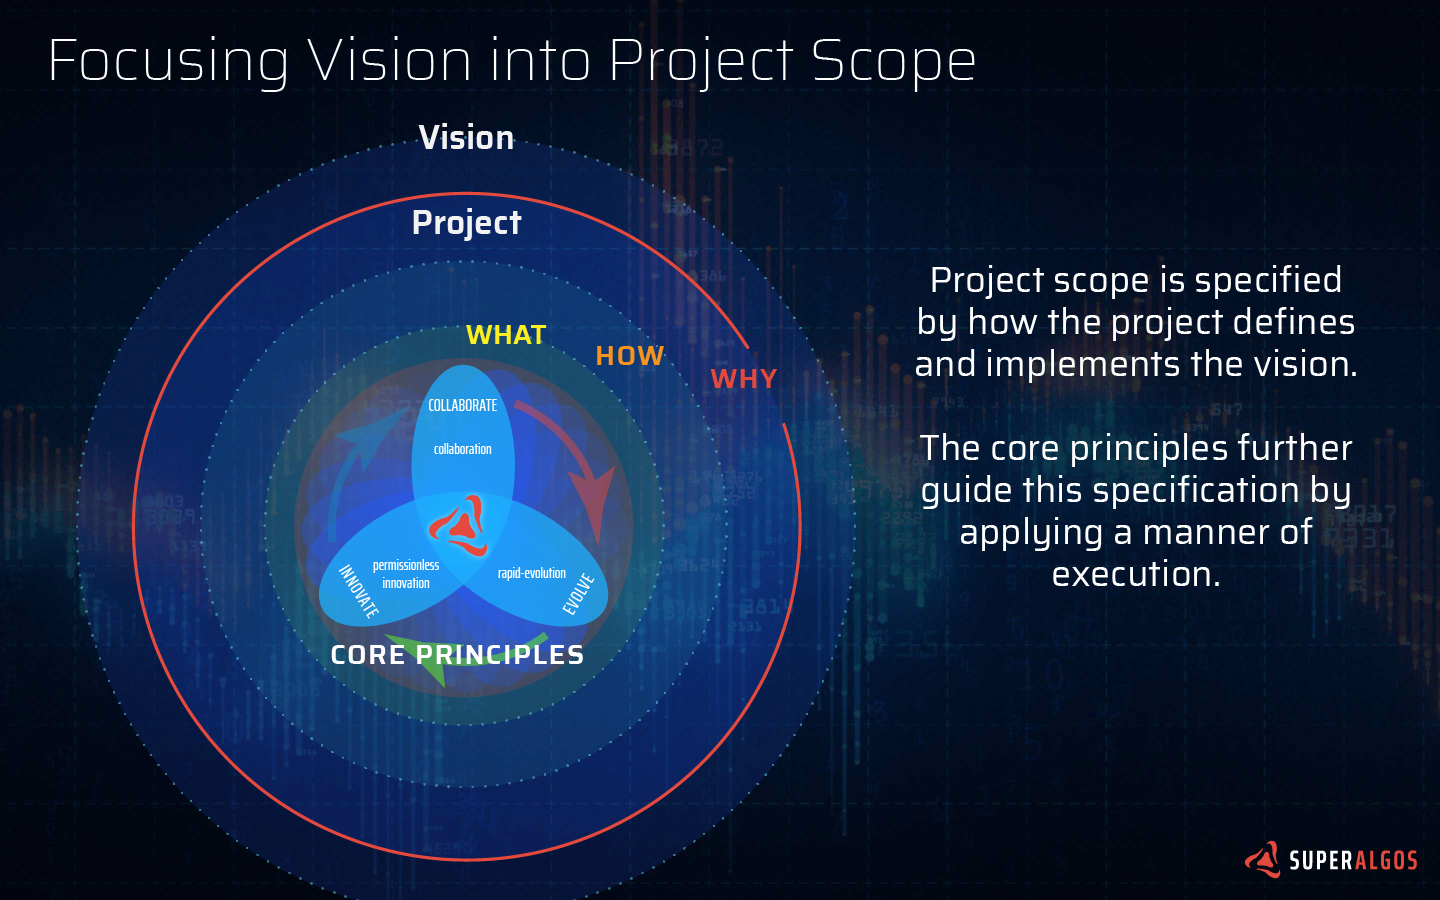 Focusing Vision into Project Scope
Vision
Project
WHAT
HOW
WHY
COLLABORATE
collaboration
permissionless
innovation
INNOVATE
rapid-evolution
EVOLVE
CORE PRINCIPLES
Project scope is specified
by how the project defines
and implements the vision.
The core principles further
guide this specification by
applying a manner of
execution.
SUPERALGOS